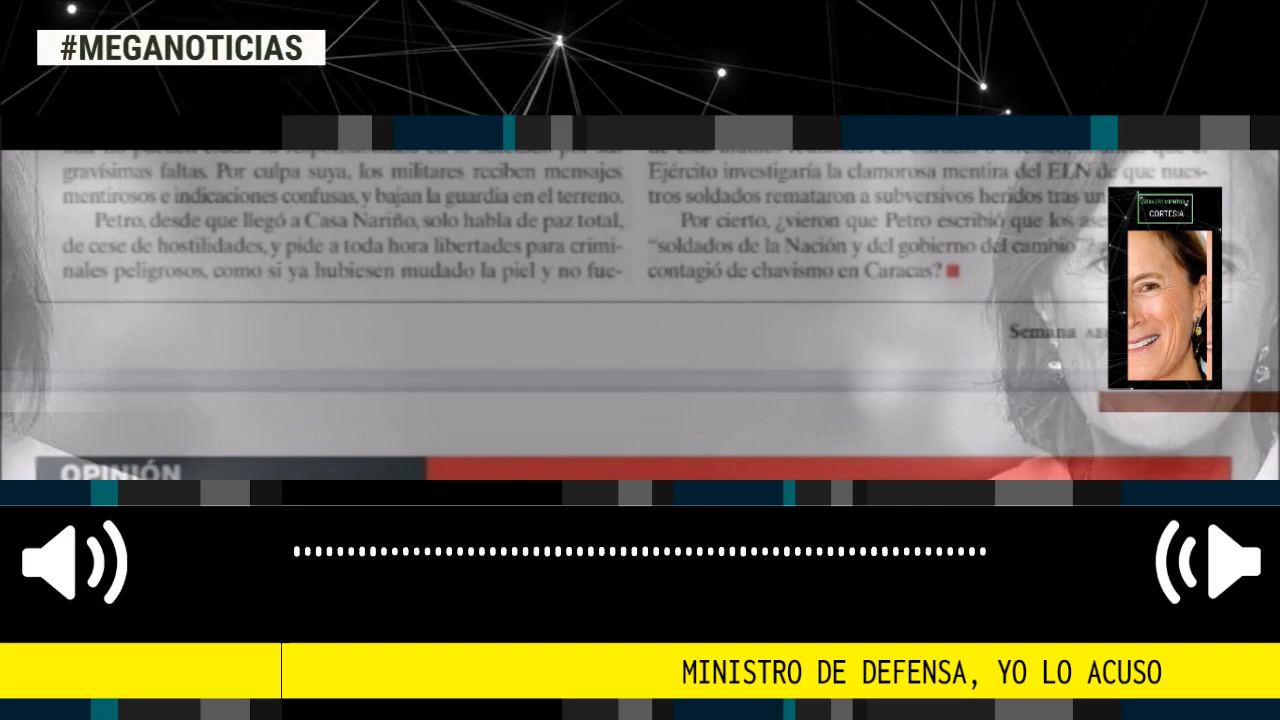 #MEGANOTICIAS
gravísimas faltas. Por culpa suya, los militares reciben mensajes
mentirosos e indicaciones confusas, y bajan la guardia en el terreno.
Petro, desde que llegó a Casa Nariño, solo habla de paz total,
de cese de hostilidades, y pide a toda hora libertades para crimi-
nales peligrosos, como si ya hubiesen mudado la piel y no fue-
Ejército investigaría la clamorosa mentira del ELN de que nues-
tros soldados remataron a subversivos heridos tras un
Por cierto, ¿vieron que Petro escribió que los
“soldados de la Nación y del gobierno del cambio
contagió de chavismo en Caracas?
CORTESIA
Semana
OPINIÓN
MINISTRO DE DEFENSA, YO LO ACUSO